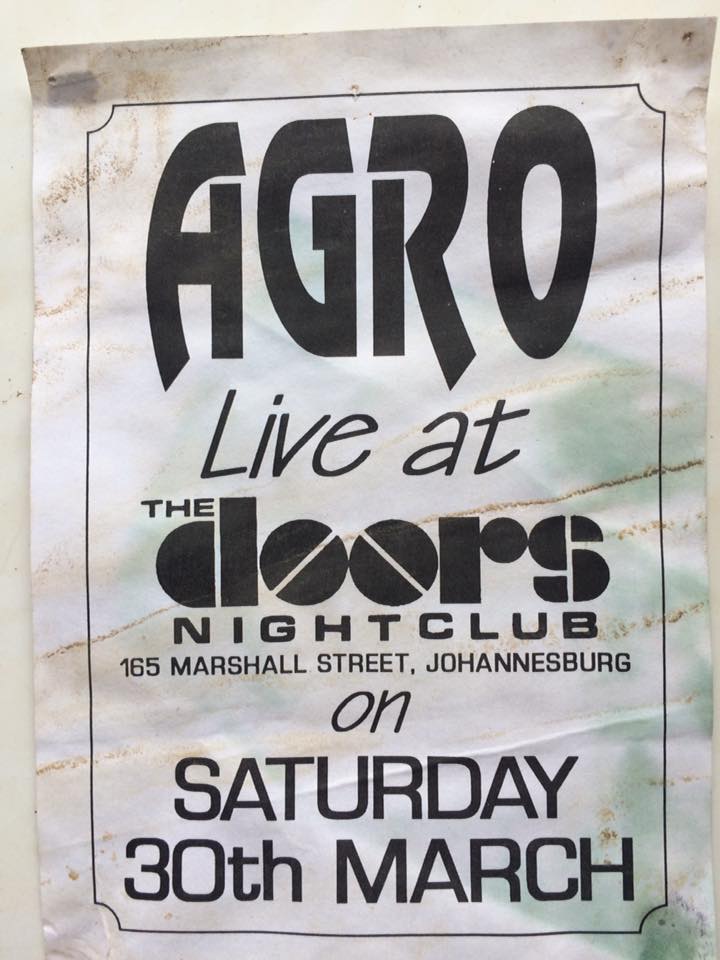 AGRO
Live at
THE
doors
NIGHTCLUB
165 MARSHALL STREET, JOHANNESBURG
on
SATURDAY
30th MARCH